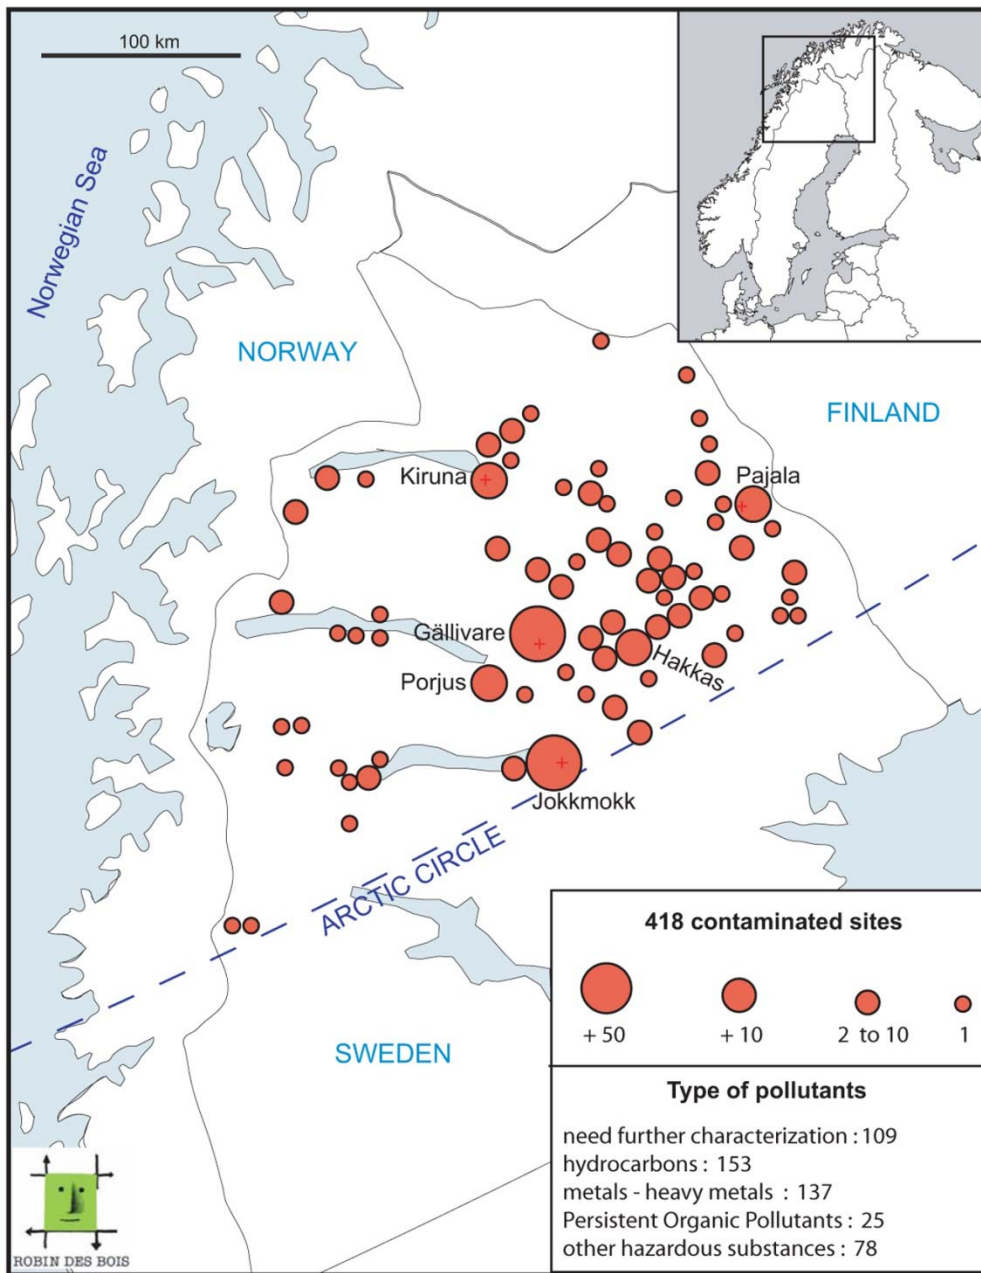 100 km
Norwegian Sea
NORWAY
FINLAND
Kiruna
Pajala
Gällivare
Hakkas
Porjus
Jokkmokk
ARCTIC CIRCLE
SWEDEN
418 contaminated sites
+ 50
+ 10
2 to 10
1
Type of pollutants
need further characterization : 109
hydrocarbons : 153
metals - heavy metals : 137
Persistent Organic Pollutants : 25
other hazardous substances : 78
ROBIN DES BOIS